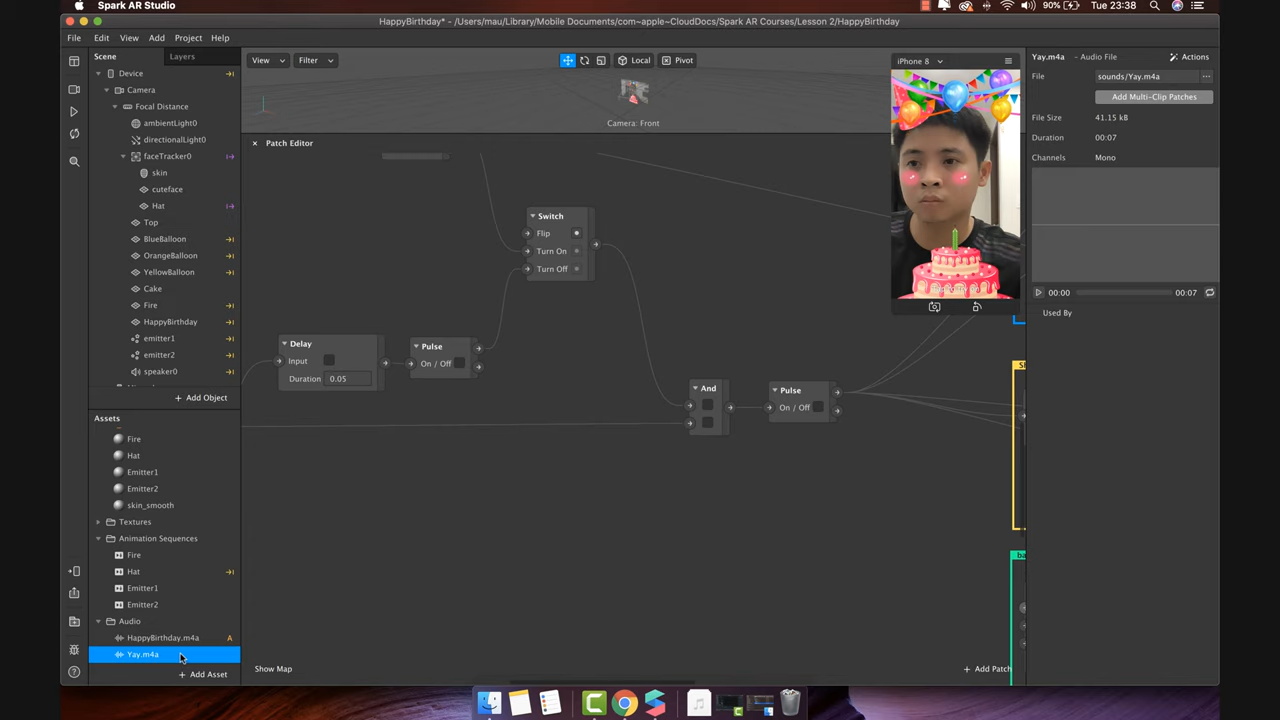 Spark AR Studio
90%
Tue 23:38
HappyBirthday* - /Users/mau/Library/Mobile Documents/com~apple~CloudDocs/Spark AR Courses/Lesson 2/HappyBirthday
File Edit View Add Project Help
Scene Layers
Device
Camera
Focal Distance
ambientLight0
directionalLight0
faceTracker0
skin
cuteface
Hat
Top
BlueBalloon
OrangeBalloon
YellowBalloon
Cake
Fire
HappyBirthday
emitter1
emitter2
speaker0
+ Add Object
Assets
Fire
Hat
Emitter1
Emitter2
skin_smooth
Textures
Animation Sequences
Fire
Hat
Emitter1
Emitter2
Audio
HappyBirthday.m4a A
Yay.m4a
+ Add Asset
View Filter Local Pivot
Camera: Front
Patch Editor
Switch
Flip
Turn On
Turn Off
Delay
Input
Duration 0.05
Pulse
On / Off
And
Pulse
On / Off
Show Map
+ Add Patch
iPhone 8
Yay.m4a - Audio File Actions
File sounds/Yay.m4a ...
Add Multi-Clip Patches
File Size 41.15 kB
Duration 00:07
Channels Mono
00:00 00:07
Used By